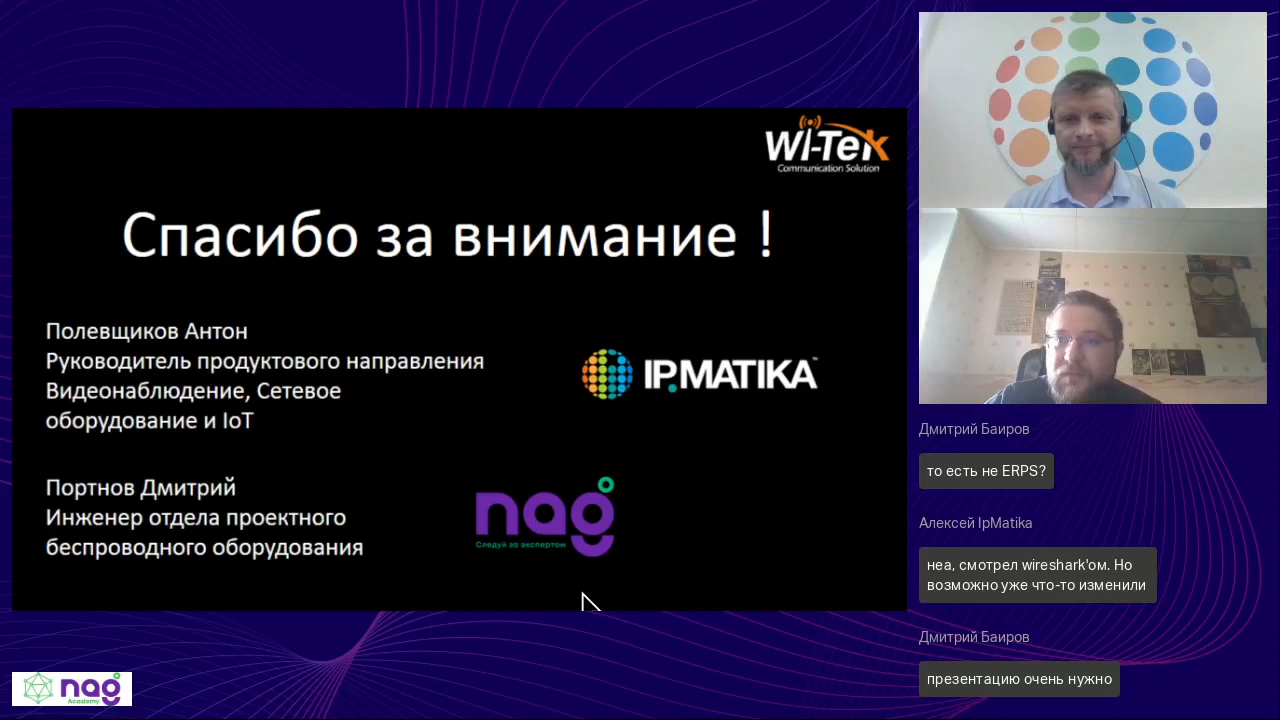 WI-TEK
Communication Solution
Спасибо за внимание !
Полевщиков Антон
Руководитель продуктового направления
Видеонаблюдение, Сетевое
оборудование и IoT
IPMATIKA™
Портнов Дмитрий
Инженер отдела проектного
беспроводного оборудования
nag
Следуй за экспертом
nag
Academy
Дмитрий Баиров
то есть не ERPS?
Алексей IpMatika
неа, смотрел wireshark'ом. Но
возможно уже что-то изменили
Дмитрий Баиров
презентацию очень нужно